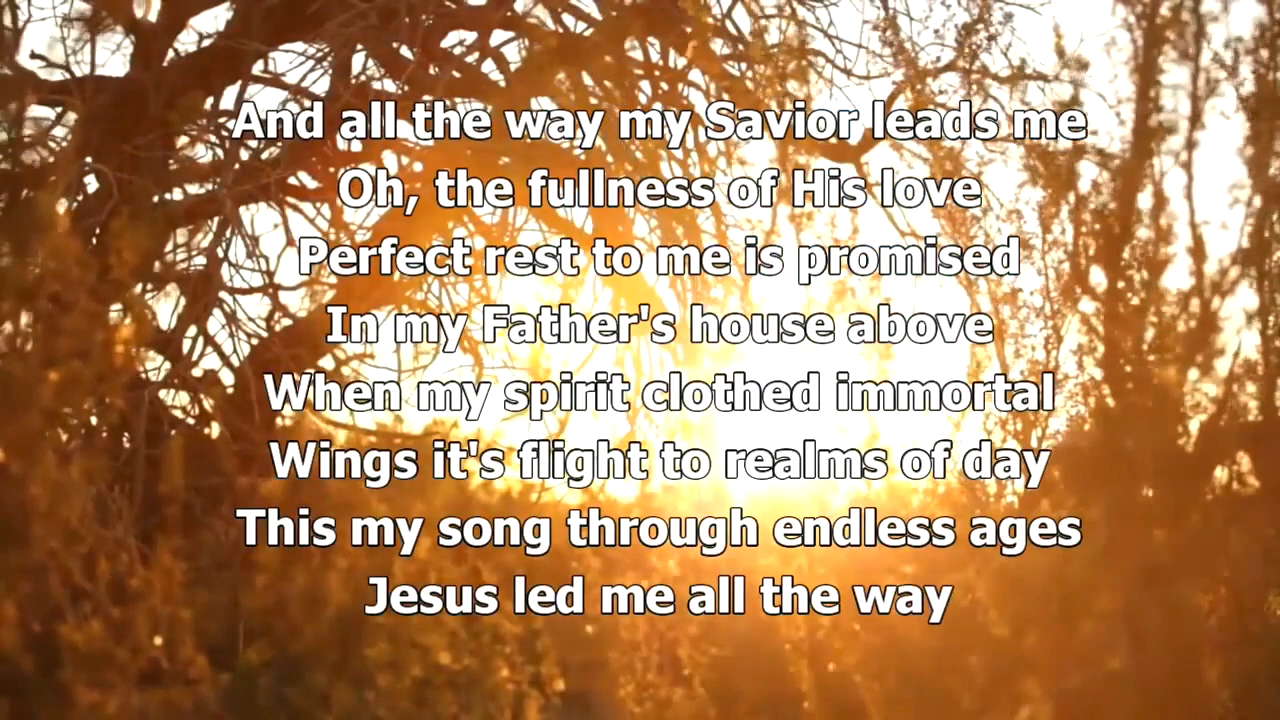 And all the way my Savior leads me
Oh, the fullness of His love
Perfect rest to me is promised
In my Father's house above
When my spirit clothed immortal
Wings it's flight to realms of day
This my song through endless ages
Jesus led me all the way